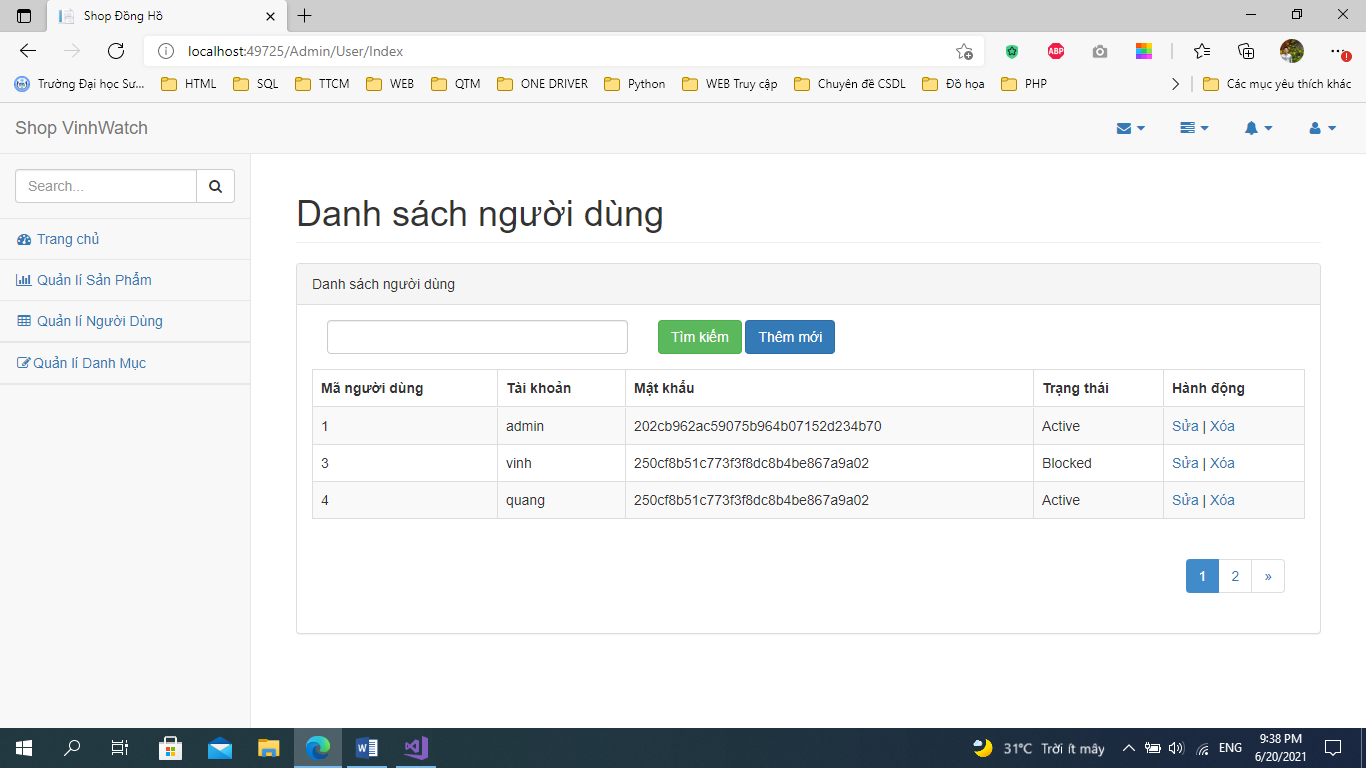 Shop Đồng Hồ
localhost:49725/Admin/User/Index
ABP
Trường Đại học Sư... HTML SQL TTCM WEB QTM ONE DRIVER Python WEB Truy cập Chuyên đề CSDL Đồ họa PHP Các mục yêu thích khác
Shop VinhWatch
Search...
Trang chủ
Quản lí Sản Phẩm
Quản lí Người Dùng
Quản lí Danh Mục
Danh sách người dùng
Danh sách người dùng
Tìm kiếm Thêm mới
Mã người dùng Tài khoản Mật khẩu Trạng thái Hành động
1 admin 202cb962ac59075b964b07152d234b70 Active Sửa | Xóa
3 vinh 250cf8b51c773f3f8dc8b4be867a9a02 Blocked Sửa | Xóa
4 quang 250cf8b51c773f3f8dc8b4be867a9a02 Active Sửa | Xóa
1 2 »
31°C Trời ít mây ENG 9:38 PM
6/20/2021